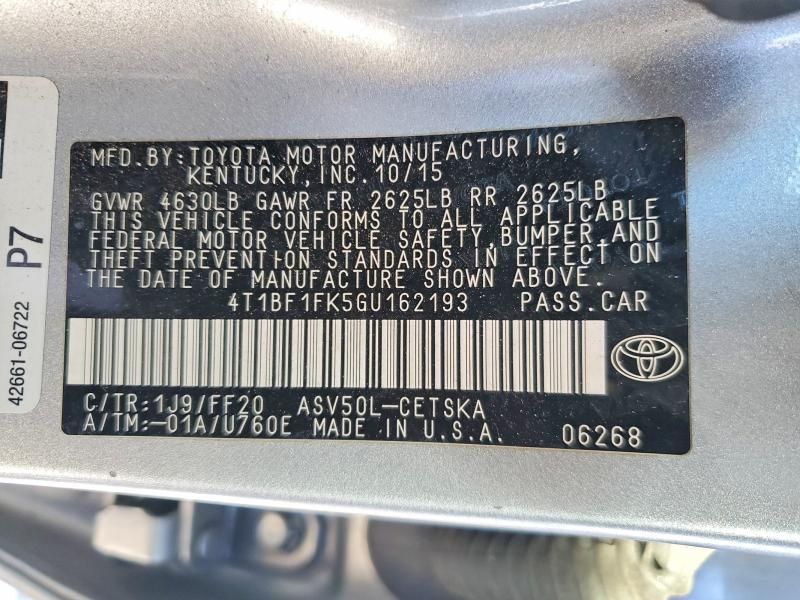 MFD. BY: TOYOTA MOTOR MANUFACTURING,
KENTUCKY, INC. 10/15
GVWR 4630LB GAWR FR 2625LB RR 2625LB
THIS VEHICLE CONFORMS TO ALL APPLICABLE
FEDERAL MOTOR VEHICLE SAFETY, BUMPER AND
THEFT PREVENTION STANDARDS IN EFFECT ON
THE DATE OF MANUFACTURE SHOWN ABOVE.
4T1BF1FK5GU162193 PASS.CAR
C/TR:1J9/FF20 ASV50L-CETSKA
A/TM:-01A/U760E MADE IN U.S.A. 06268
42661-06722 P7